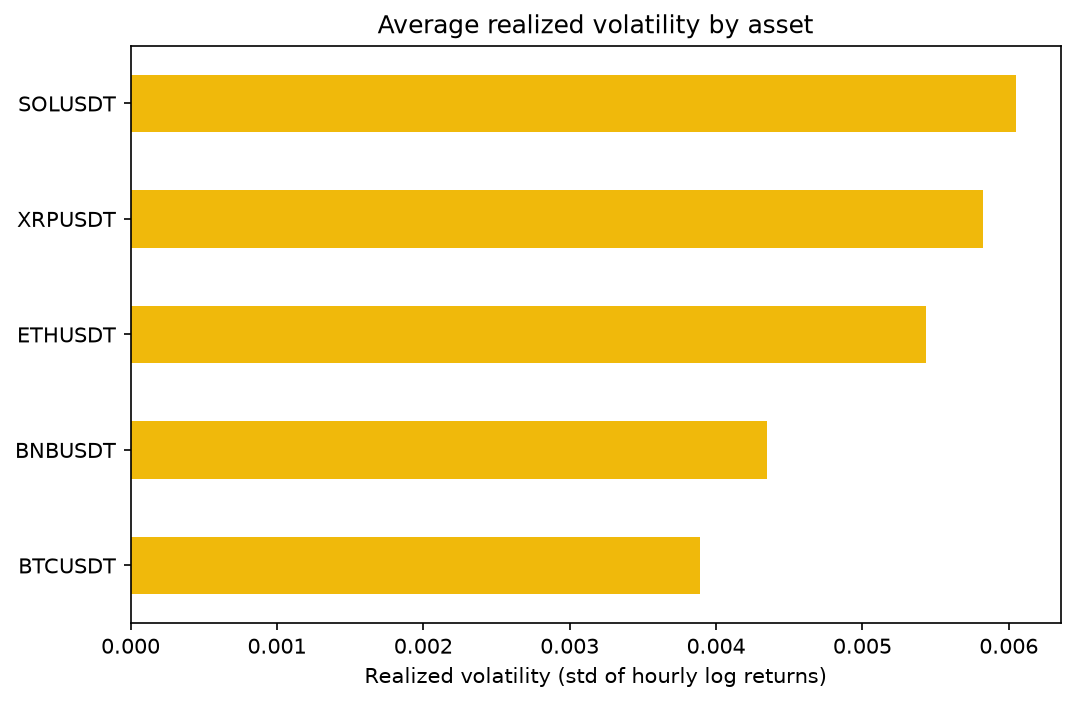 Average realized volatility by asset
SOLUSDT
XRPUSDT
ETHUSDT
BNBUSDT
BTCUSDT
0.000 0.001 0.002 0.003 0.004 0.005 0.006
Realized volatility (std of hourly log returns)